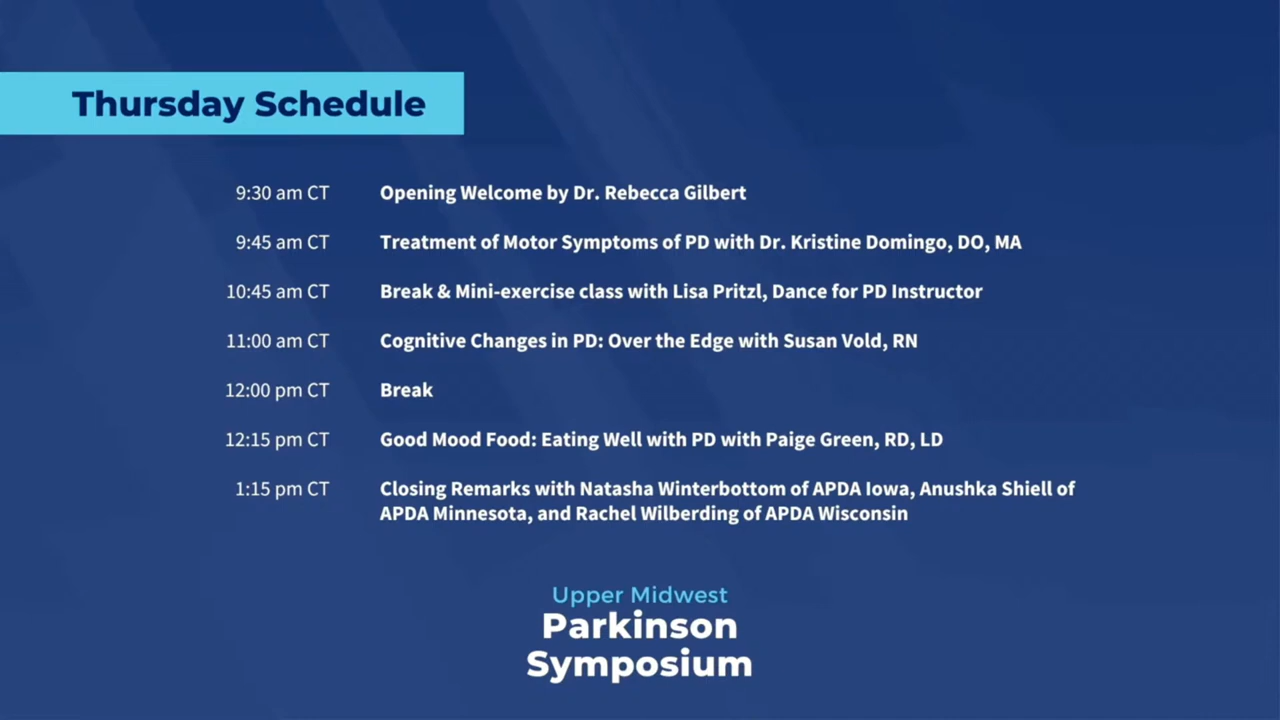 Thursday Schedule
9:30 am CT Opening Welcome by Dr. Rebecca Gilbert
9:45 am CT Treatment of Motor Symptoms of PD with Dr. Kristine Domingo, DO, MA
10:45 am CT Break & Mini-exercise class with Lisa Pritzl, Dance for PD Instructor
11:00 am CT Cognitive Changes in PD: Over the Edge with Susan Vold, RN
12:00 pm CT Break
12:15 pm CT Good Mood Food: Eating Well with PD with Paige Green, RD, LD
1:15 pm CT Closing Remarks with Natasha Winterbottom of APDA Iowa, Anushka Shiell of
APDA Minnesota, and Rachel Wilberding of APDA Wisconsin
Upper Midwest
Parkinson
Symposium